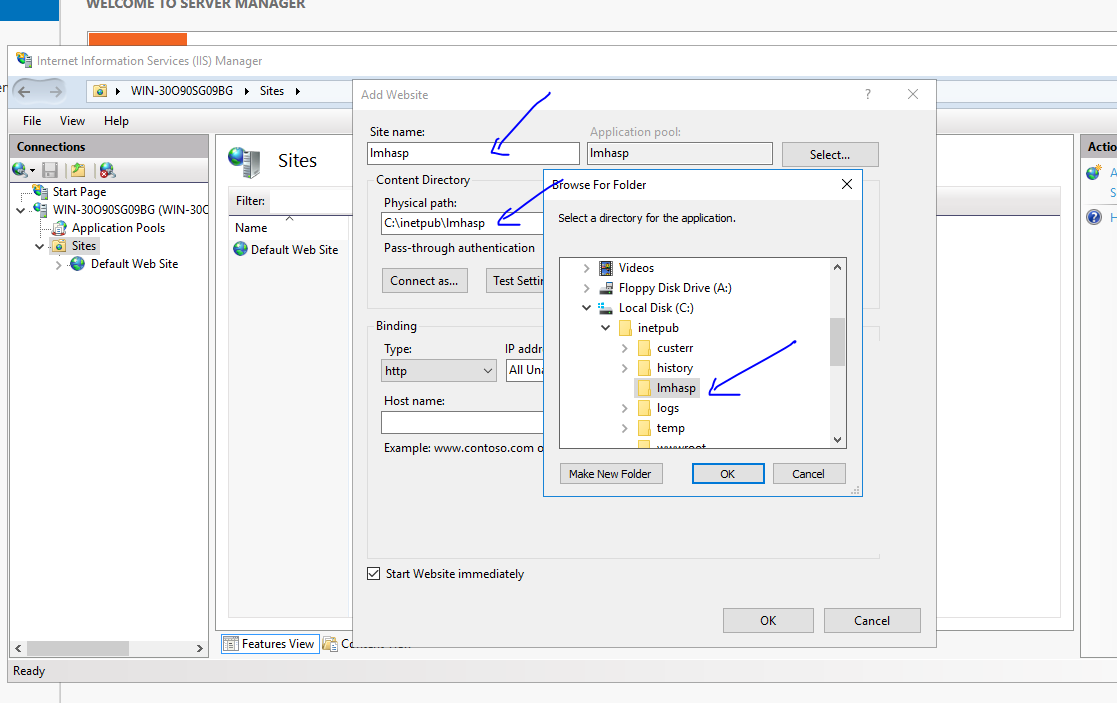 WELCOME TO SERVER MANAGER
Internet Information Services (IIS) Manager
er
WIN-30O90SG09BG
Sites
File View Help
Connections
Start Page
WIN-30O90SG09BG (WIN-30C
Application Pools
Sites
Default Web Site
Sites
Filter:
Name
Default Web Site
Features View
Ready
Actio
Add Website
?
Site name:
Application pool:
lmhasp
lmhasp
Select...
Content Directory
Physical path:
C:\inetpub\lmhasp
Pass-through authentication
Connect as...
Test Settin
Binding
Type:
IP addr
http
All Una
Host name:
Example: www.contoso.com o
Start Website immediately
OK
Cancel
Browse For Folder
Select a directory for the application.
Videos
Floppy Disk Drive (A:)
Local Disk (C:)
inetpub
custerr
history
lmhasp
logs
temp
wwwroot
Make New Folder
OK
Cancel